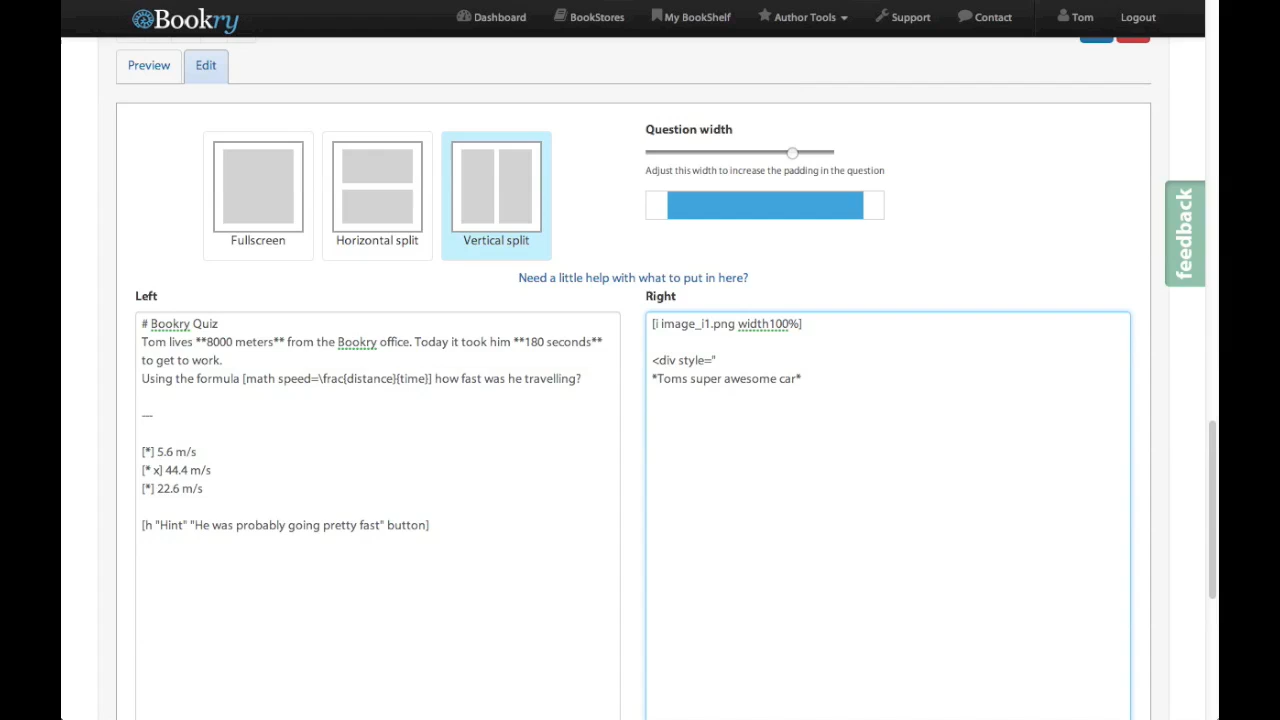 Bookry
Dashboard
BookStores
My BookShelf
Author Tools
Support
Contact
Tom
Logout
Preview
Edit
Question width
Adjust this width to increase the padding in the question
Fullscreen
Horizontal split
Vertical split
feedback
Need a little help with what to put in here?
Left
# Bookry Quiz
Tom lives **8000 meters** from the Bookry office. Today it took him **180 seconds**
to get to work.
Using the formula [math speed=\frac{distance}{time}] how fast was he travelling?
---
[*] 5.6 m/s
[* x] 44.4 m/s
[*] 22.6 m/s
[h "Hint" "He was probably going pretty fast" button]
Right
[i image_i1.png width100%]
<div style="
*Toms super awesome car*